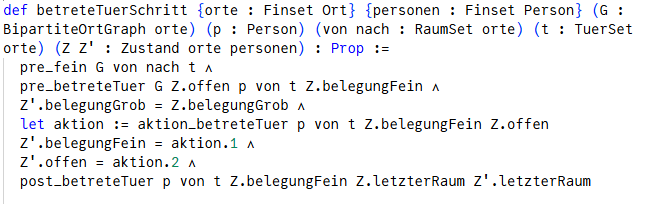 def betreteTuerSchritt {orte : Finset Ort} {personen : Finset Person} (G :
BipartiteOrtGraph orte) (p : Person) (von nach : RaumSet orte) (t : TuerSet
orte) (Z Z' : Zustand orte personen) : Prop :=
pre_fein G von nach t ∧
pre_betreteTuer G Z.offen p von t Z.belegungFein ∧
Z'.belegungGrob = Z.belegungGrob ∧
let aktion := aktion_betreteTuer p von t Z.belegungFein Z.offen
Z'.belegungFein = aktion.1 ∧
Z'.offen = aktion.2 ∧
post_betreteTuer p von t Z.belegungFein Z.letzterRaum Z'.letzterRaum